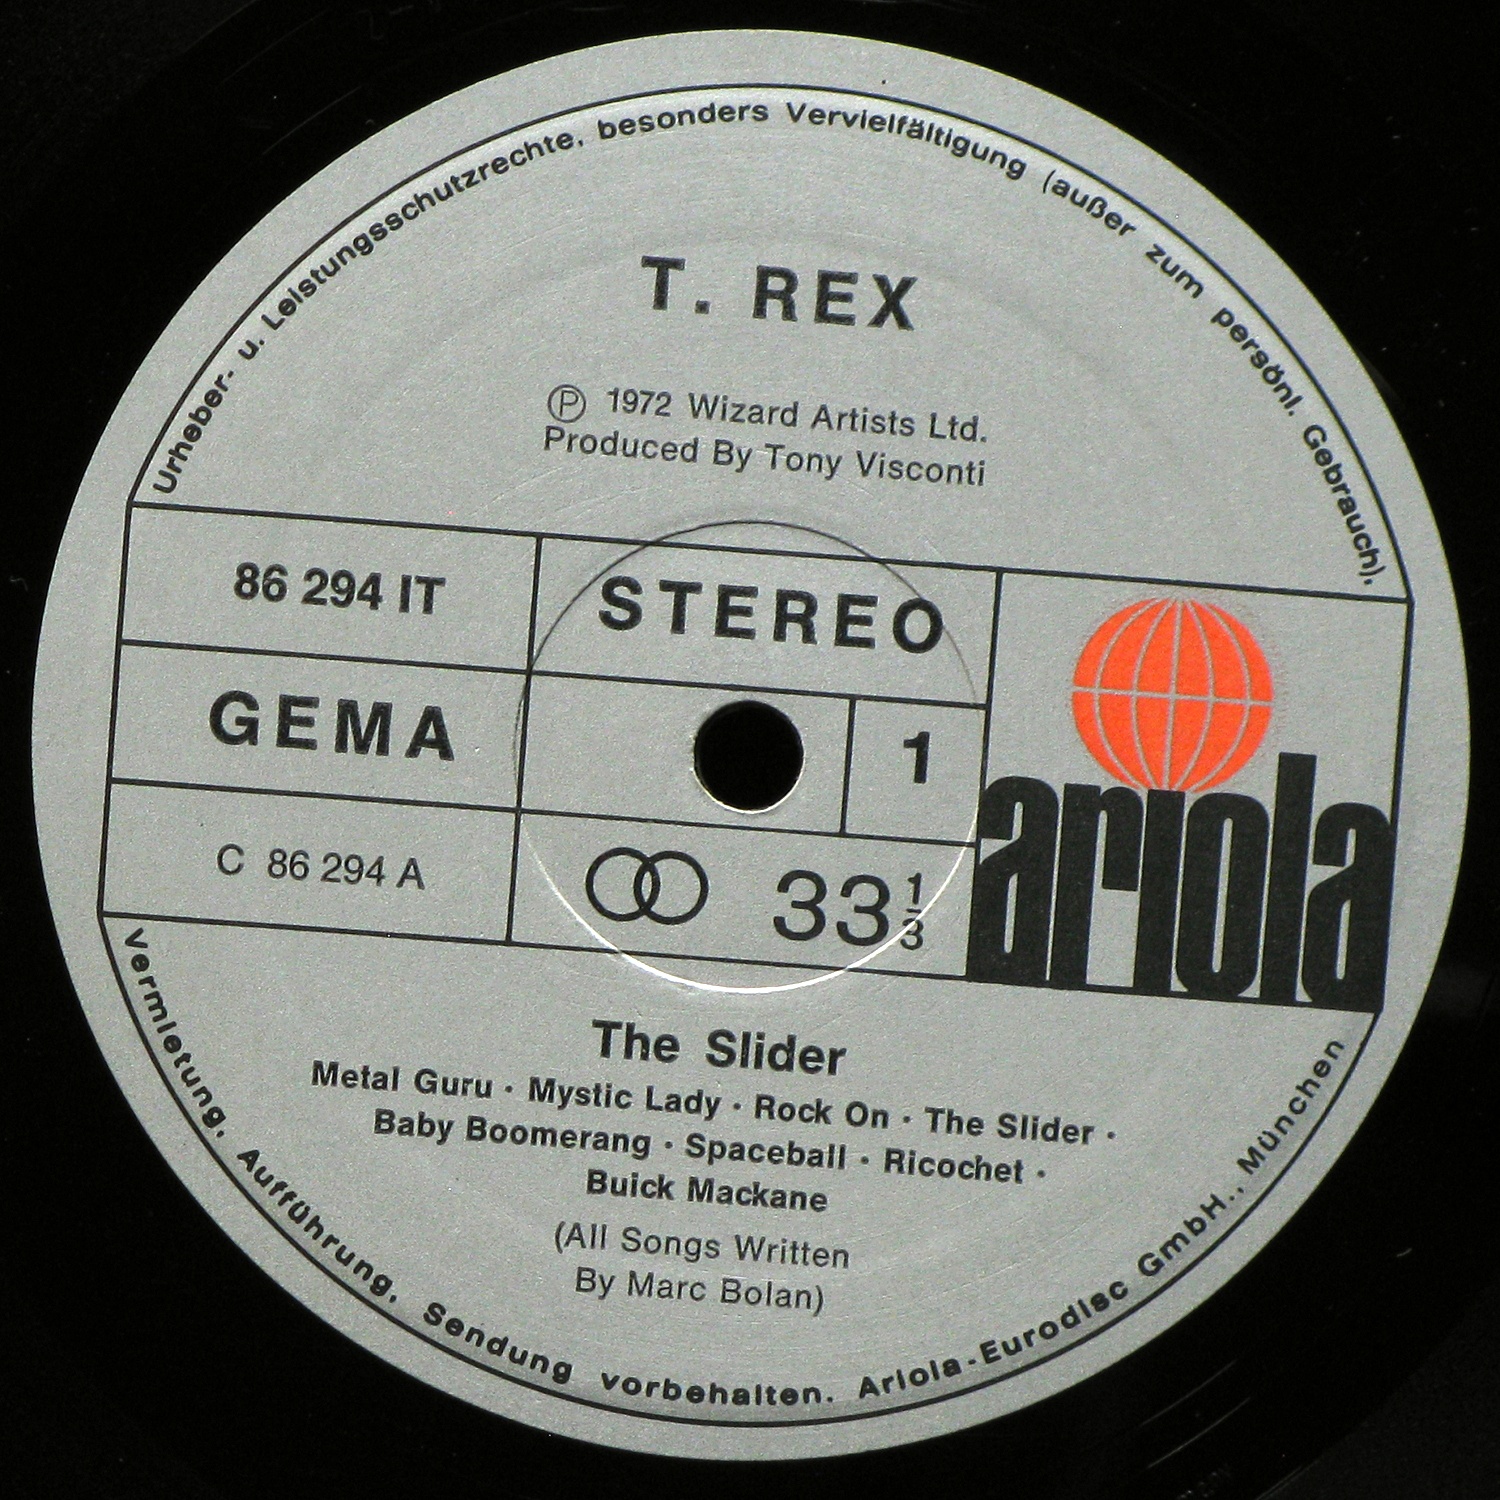 Urheber- u. Leistungsschutzrechte, besonders Vervielfältigung (außer zum persönl. Gebrauch),
T. REX
Ⓟ 1972 Wizard Artists Ltd.
Produced By Tony Visconti
86 294 IT
STEREO
GEMA
1
C 86 294 A
33 1/3
ariola
The Slider
Metal Guru · Mystic Lady · Rock On · The Slider ·
Baby Boomerang · Spaceball · Ricochet ·
Buick Mackane
(All Songs Written
By Marc Bolan)
Vermietung, Aufführung, Sendung vorbehalten. Ariola-Eurodisc GmbH., München